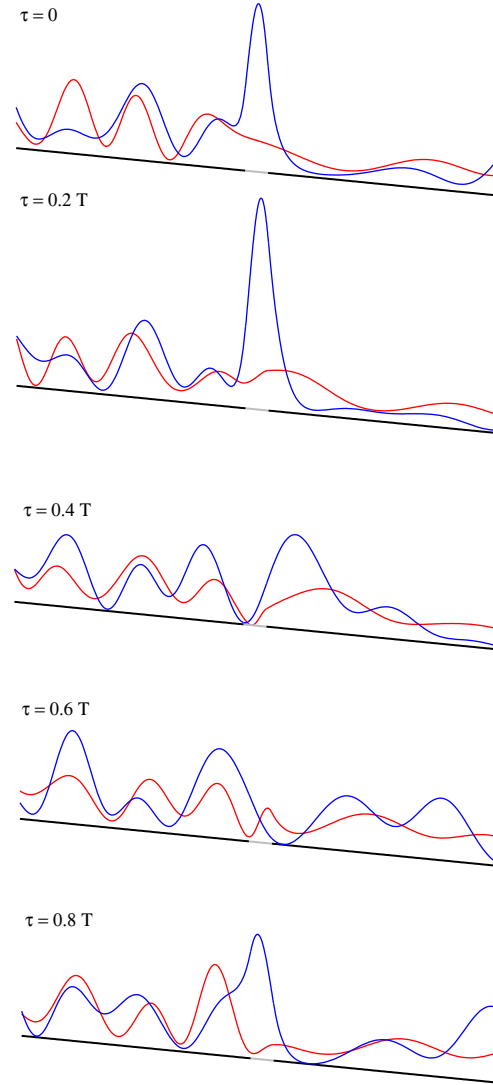 τ = 0
τ = 0.2 T
τ = 0.4 T
τ = 0.6 T
τ = 0.8 T